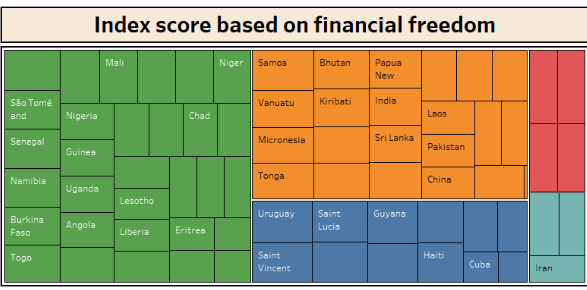 Index score based on financial freedom
Mali
Niger
São Tomé
and
Nigeria
Chad
Senegal
Guinea
Namibia
Uganda
Lesotho
Burkina
Faso
Angola
Liberia
Eritrea
Togo
Samoa
Bhutan
Papua
New
Vanuatu
Kiribati
India
Laos
Micronesia
Sri Lanka
Pakistan
Tonga
China
Uruguay
Saint
Lucia
Guyana
Saint
Vincent
Haiti
Cuba
Iran